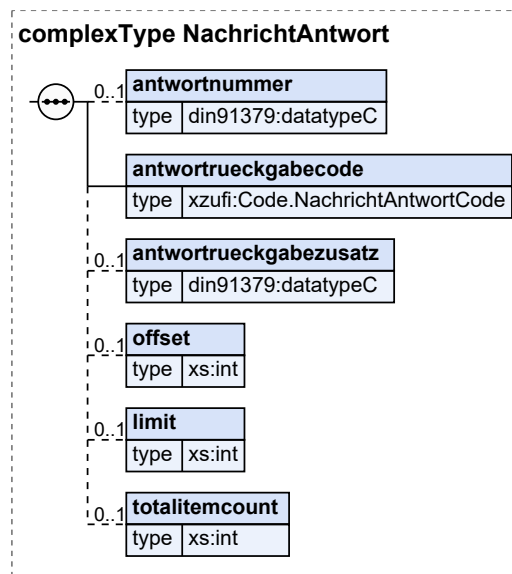 complexType NachrichtAntwort
0..1
antwortnummer
type din91379:datatypeC
antwortrueckgabecode
type xzufi:Code.NachrichtAntwortCode
0..1
antwortrueckgabezusatz
type din91379:datatypeC
0..1
offset
type xs:int
0..1
limit
type xs:int
0..1
totalitemcount
type xs:int